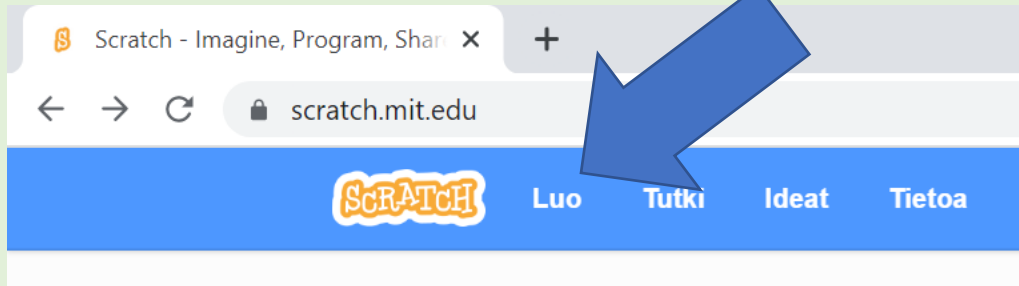 Scratch - Imagine, Program, Shar
scratch.mit.edu
SCRATCH Luo Tutki Ideat Tietoa